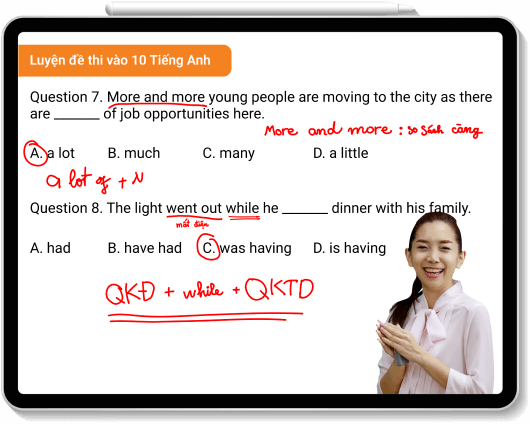 Luyện đề thi vào 10 Tiếng Anh
Question 7. More and more young people are moving to the city as there
are ______ of job opportunities here.
More and more : so sánh càng
A. a lot B. much C. many D. a little
a lot of + N
Question 8. The light went out while he ______ dinner with his family.
mất điện
A. had B. have had C. was having D. is having
QKĐ + while + QKTD